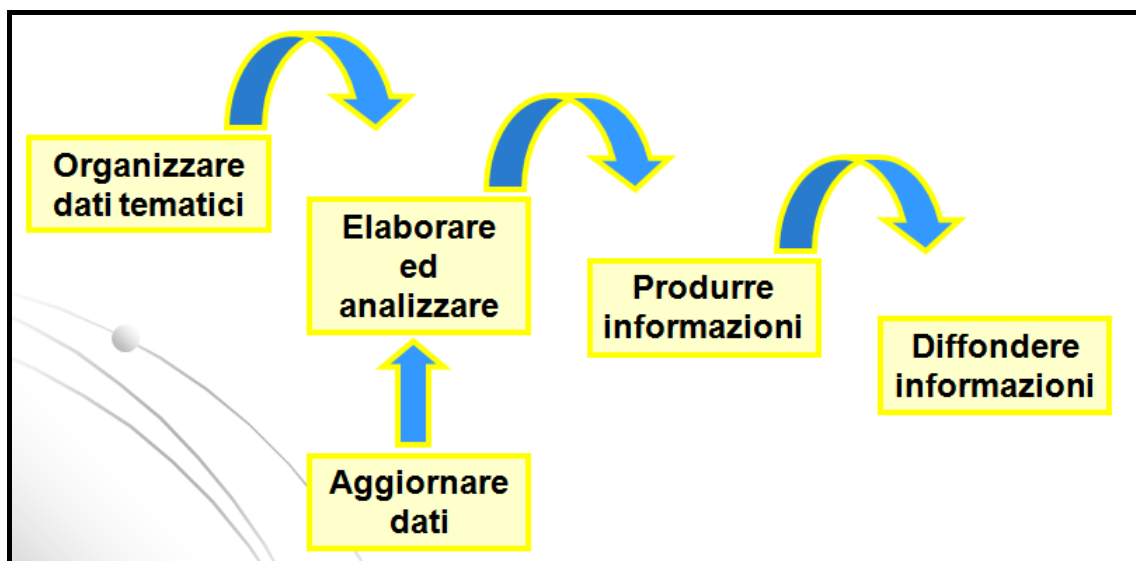 Organizzare
dati tematici
Elaborare
ed
analizzare
Produrre
informazioni
Diffondere
informazioni
Aggiornare
dati